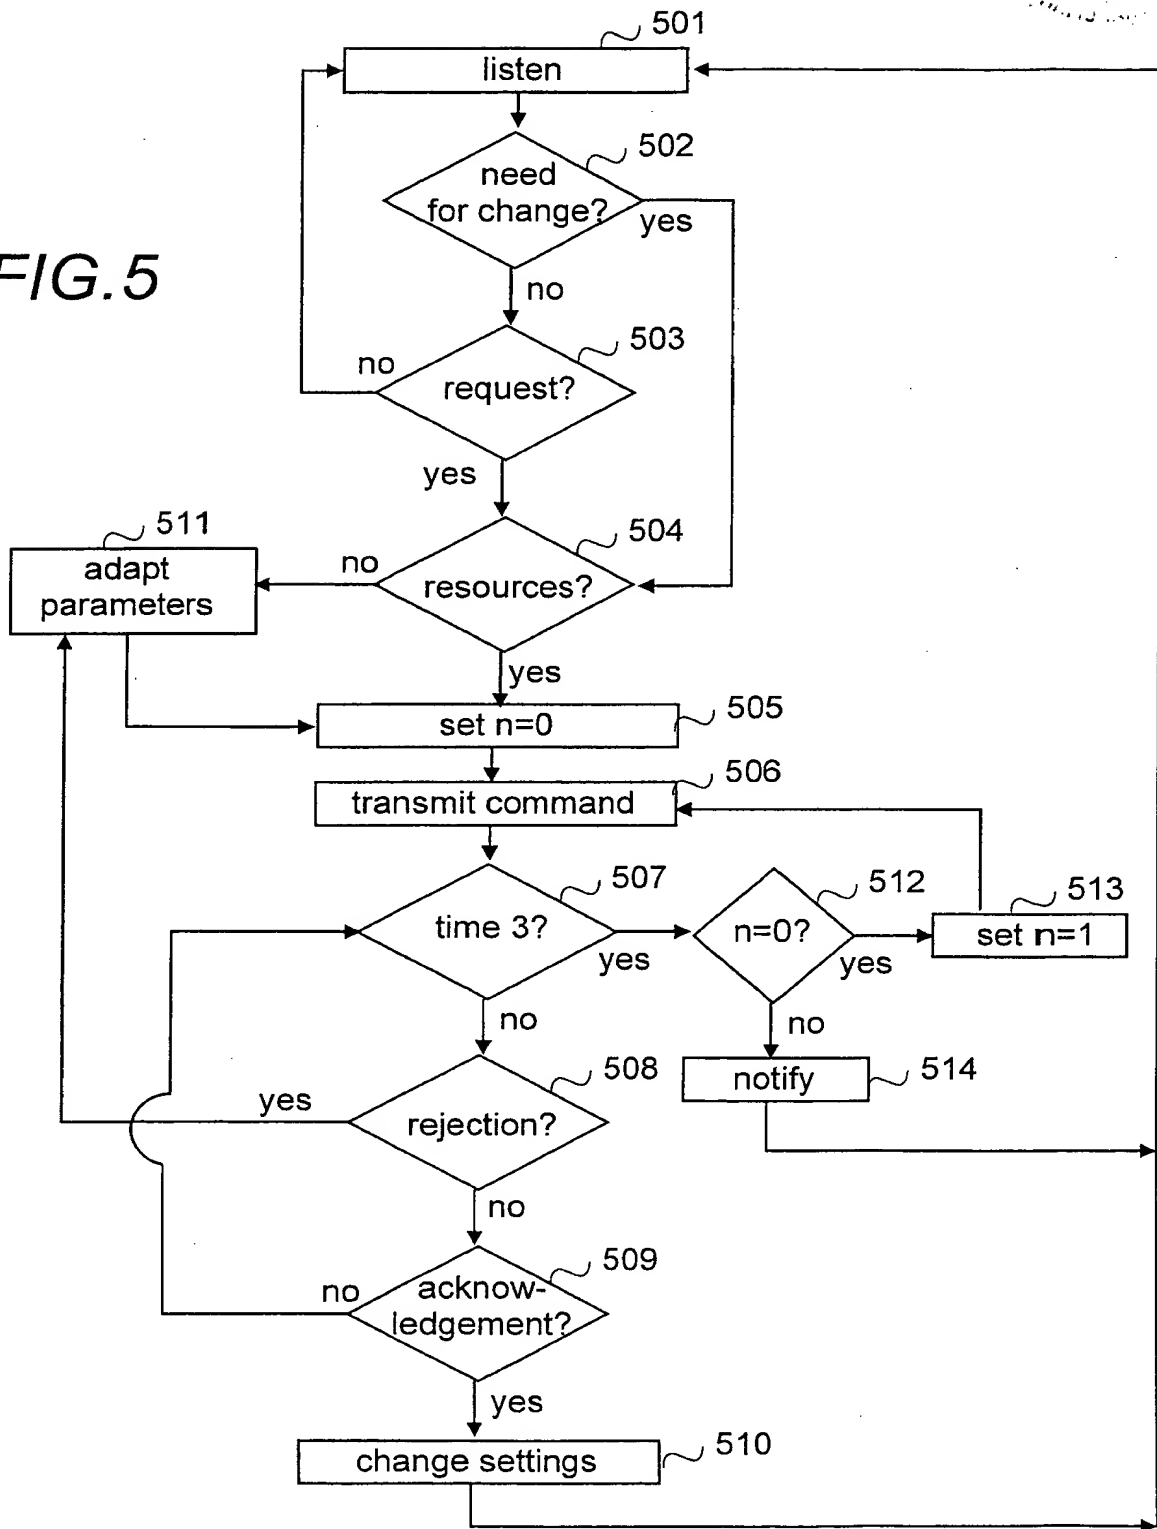 501
listen
502
need
for change?
yes
FIG.5
no
503
no
request?
yes
504
511
no
resources?
adapt
parameters
yes
505
set n=0
506
transmit command
507
512
513
time 3?
n=0?
set n=1
yes
yes
no
no
508
notify
514
yes
rejection?
no
509
no
acknow-
ledgement?
yes
510
change settings